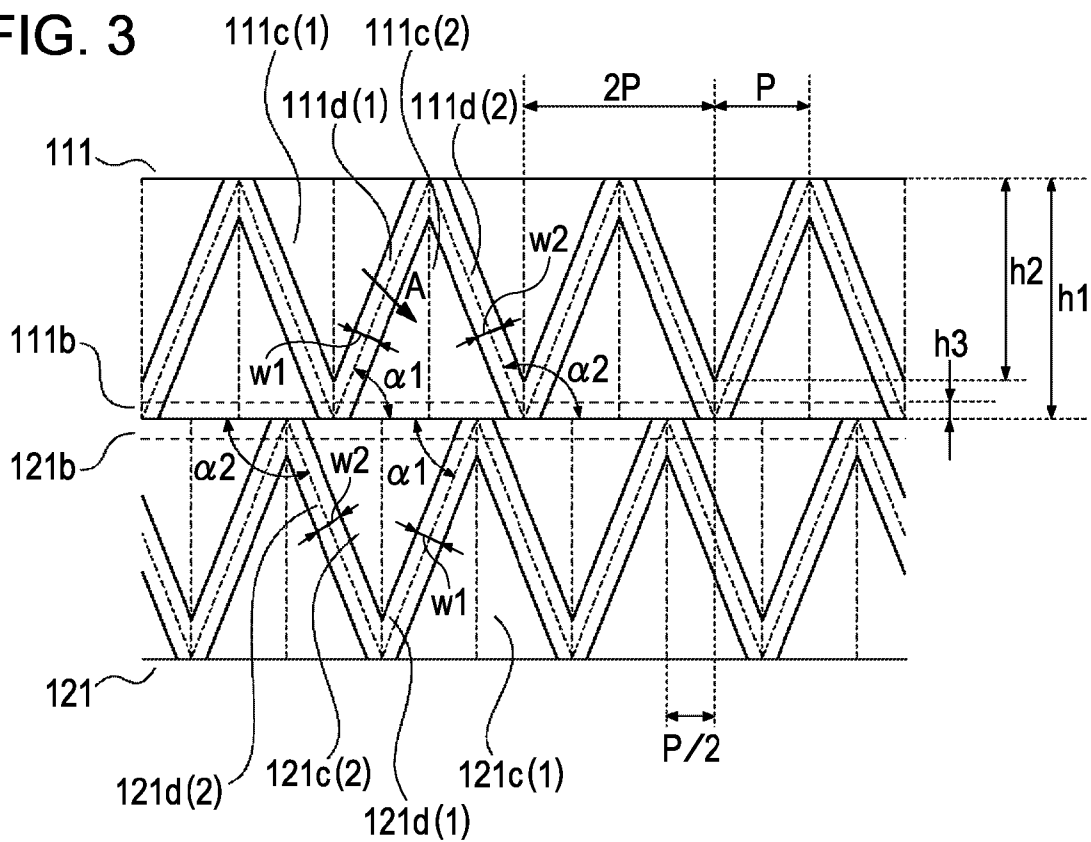 FIG. 3
111c(1)
111c(2)
111d(1)
111d(2)
2P
P
111
w2
A
h2
h1
111b
w1
α1
α2
h3
121b
α2
w2
α1
w1
121
P/2
121d(2)
121c(2)
121c(1)
121d(1)